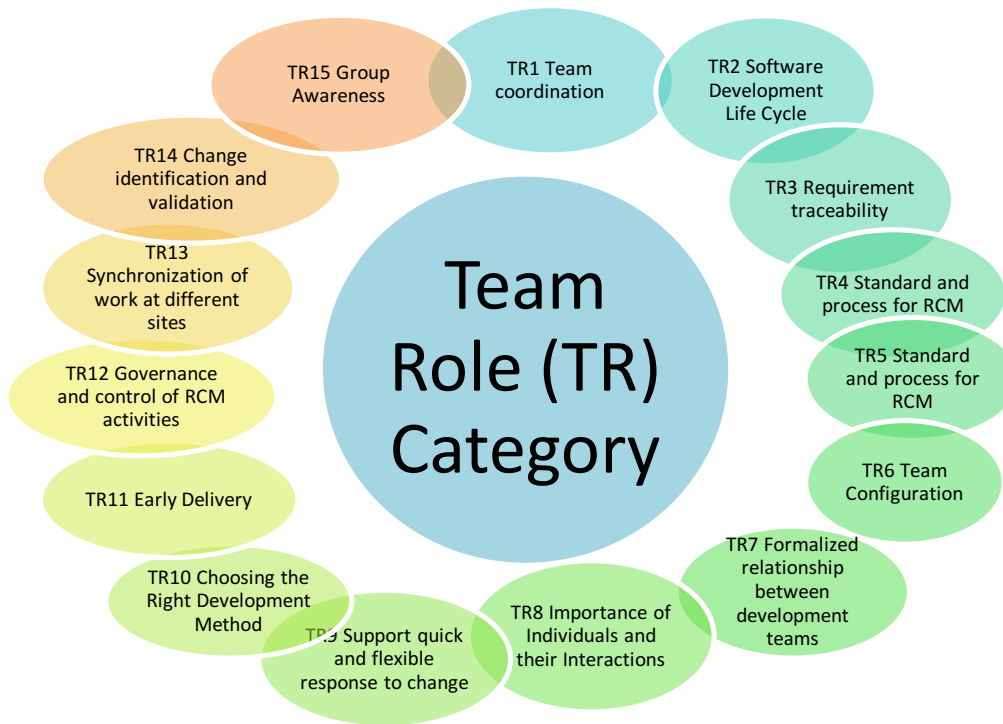 Team
Role (TR)
Category
TR1 Team
coordination
TR2 Software
Development
Life Cycle
TR3 Requirement
traceability
TR4 Standard and
process for RCM
TR5 Standard
and process for
RCM
TR6 Team
Configuration
TR7 Formalized
relationship
between
development
teams
TR8 Importance of
Individuals and
their Interactions
TR9 Support quick
and flexible
response to change
TR10 Choosing the
Right Development
Method
TR11 Early Delivery
TR12 Governance
and control of RCM
activities
TR13
Synchronization of
work at different
sites
TR14 Change
identification and
validation
TR15 Group
Awareness